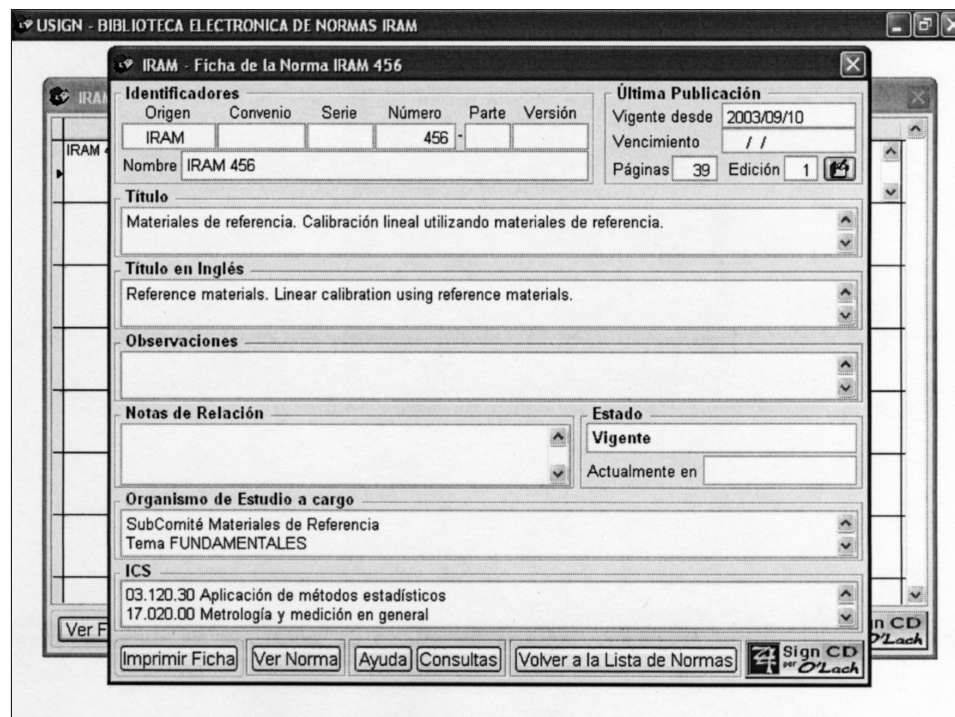 USIGN - BIBLIOTECA ELECTRONICA DE NORMAS IRAM
IRAM - Ficha de la Norma IRAM 456
Identificadores
Origen Convenio Serie Número Parte Versión
IRAM 456 -
Nombre IRAM 456
Última Publicación
Vigente desde 2003/09/10
Vencimiento / /
Páginas 39 Edición 1
Título
Materiales de referencia. Calibración lineal utilizando materiales de referencia.
Título en Inglés
Reference materials. Linear calibration using reference materials.
Observaciones
Notas de Relación
Estado
Vigente
Actualmente en
Organismo de Estudio a cargo
SubComité Materiales de Referencia
Tema FUNDAMENTALES
ICS
03.120.30 Aplicación de métodos estadísticos
17.020.00 Metrología y medición en general
Imprimir Ficha Ver Norma Ayuda Consultas Volver a la Lista de Normas
Sign CD
por O'Lach
IRAM
Ver F
n CD
O'Lach